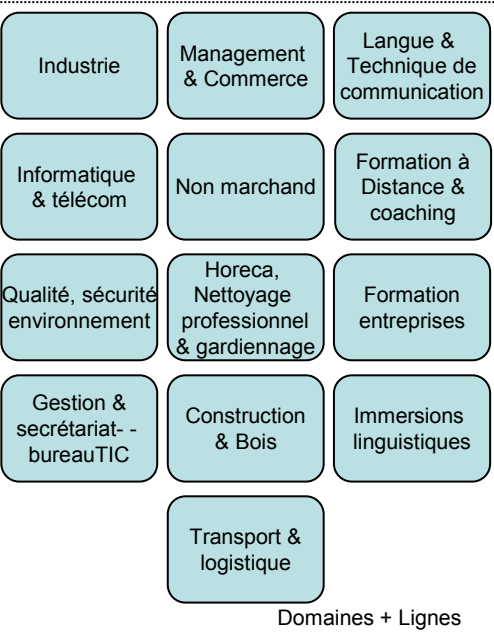 Industrie
Management
& Commerce
Langue &
Technique de
communication
Informatique
& télécom
Non marchand
Formation à
Distance &
coaching
Qualité, sécurité
environnement
Horeca,
Nettoyage
professionnel
& gardiennage
Formation
entreprises
Gestion &
secrétariat- -
bureauTIC
Construction
& Bois
Immersions
linguistiques
Transport &
logistique
Domaines + Lignes